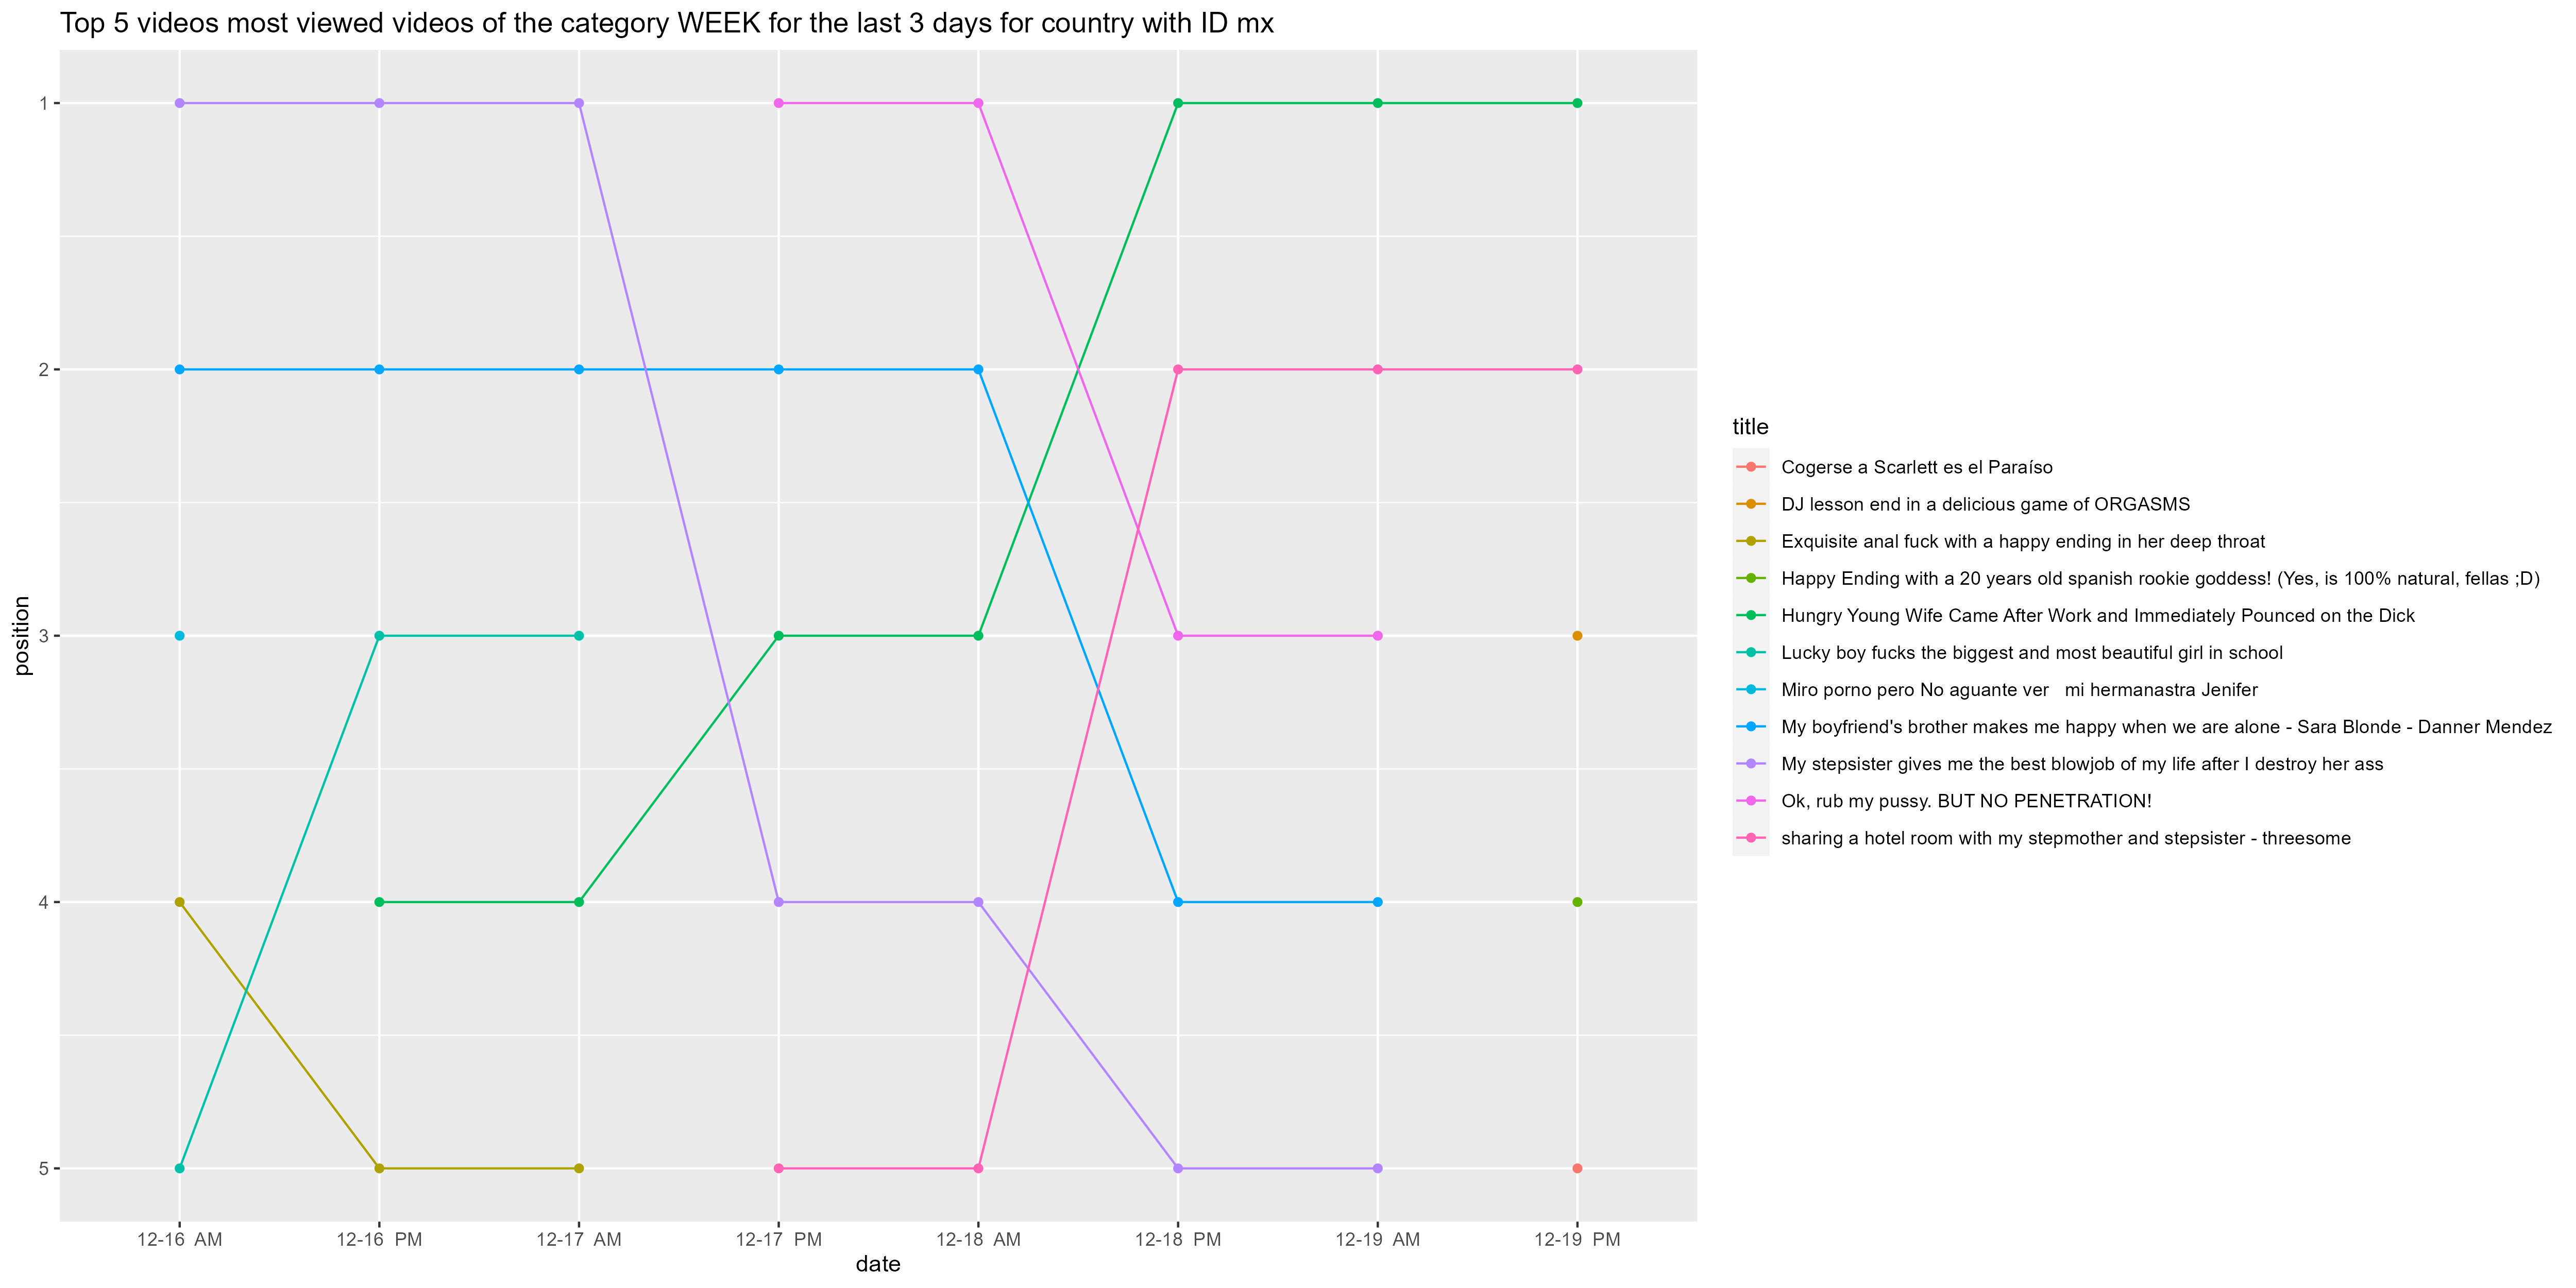 Top 5 videos most viewed videos of the category WEEK for the last 3 days for country with ID mx
1
2
3
4
5
position
12-16 AM
12-16 PM
12-17 AM
12-17 PM
12-18 AM
12-18 PM
12-19 AM
12-19 PM
date
title
Cogerse a Scarlett es el Paraíso
DJ lesson end in a delicious game of ORGASMS
Exquisite anal fuck with a happy ending in her deep throat
Happy Ending with a 20 years old spanish rookie goddess! (Yes, is 100% natural, fellas ;D)
Hungry Young Wife Came After Work and Immediately Pounced on the Dick
Lucky boy fucks the biggest and most beautiful girl in school
Miro porno pero No aguante ver   mi hermanastra Jenifer
My boyfriend's brother makes me happy when we are alone - Sara Blonde - Danner Mendez
My stepsister gives me the best blowjob of my life after I destroy her ass
Ok, rub my pussy. BUT NO PENETRATION!
sharing a hotel room with my stepmother and stepsister - threesome